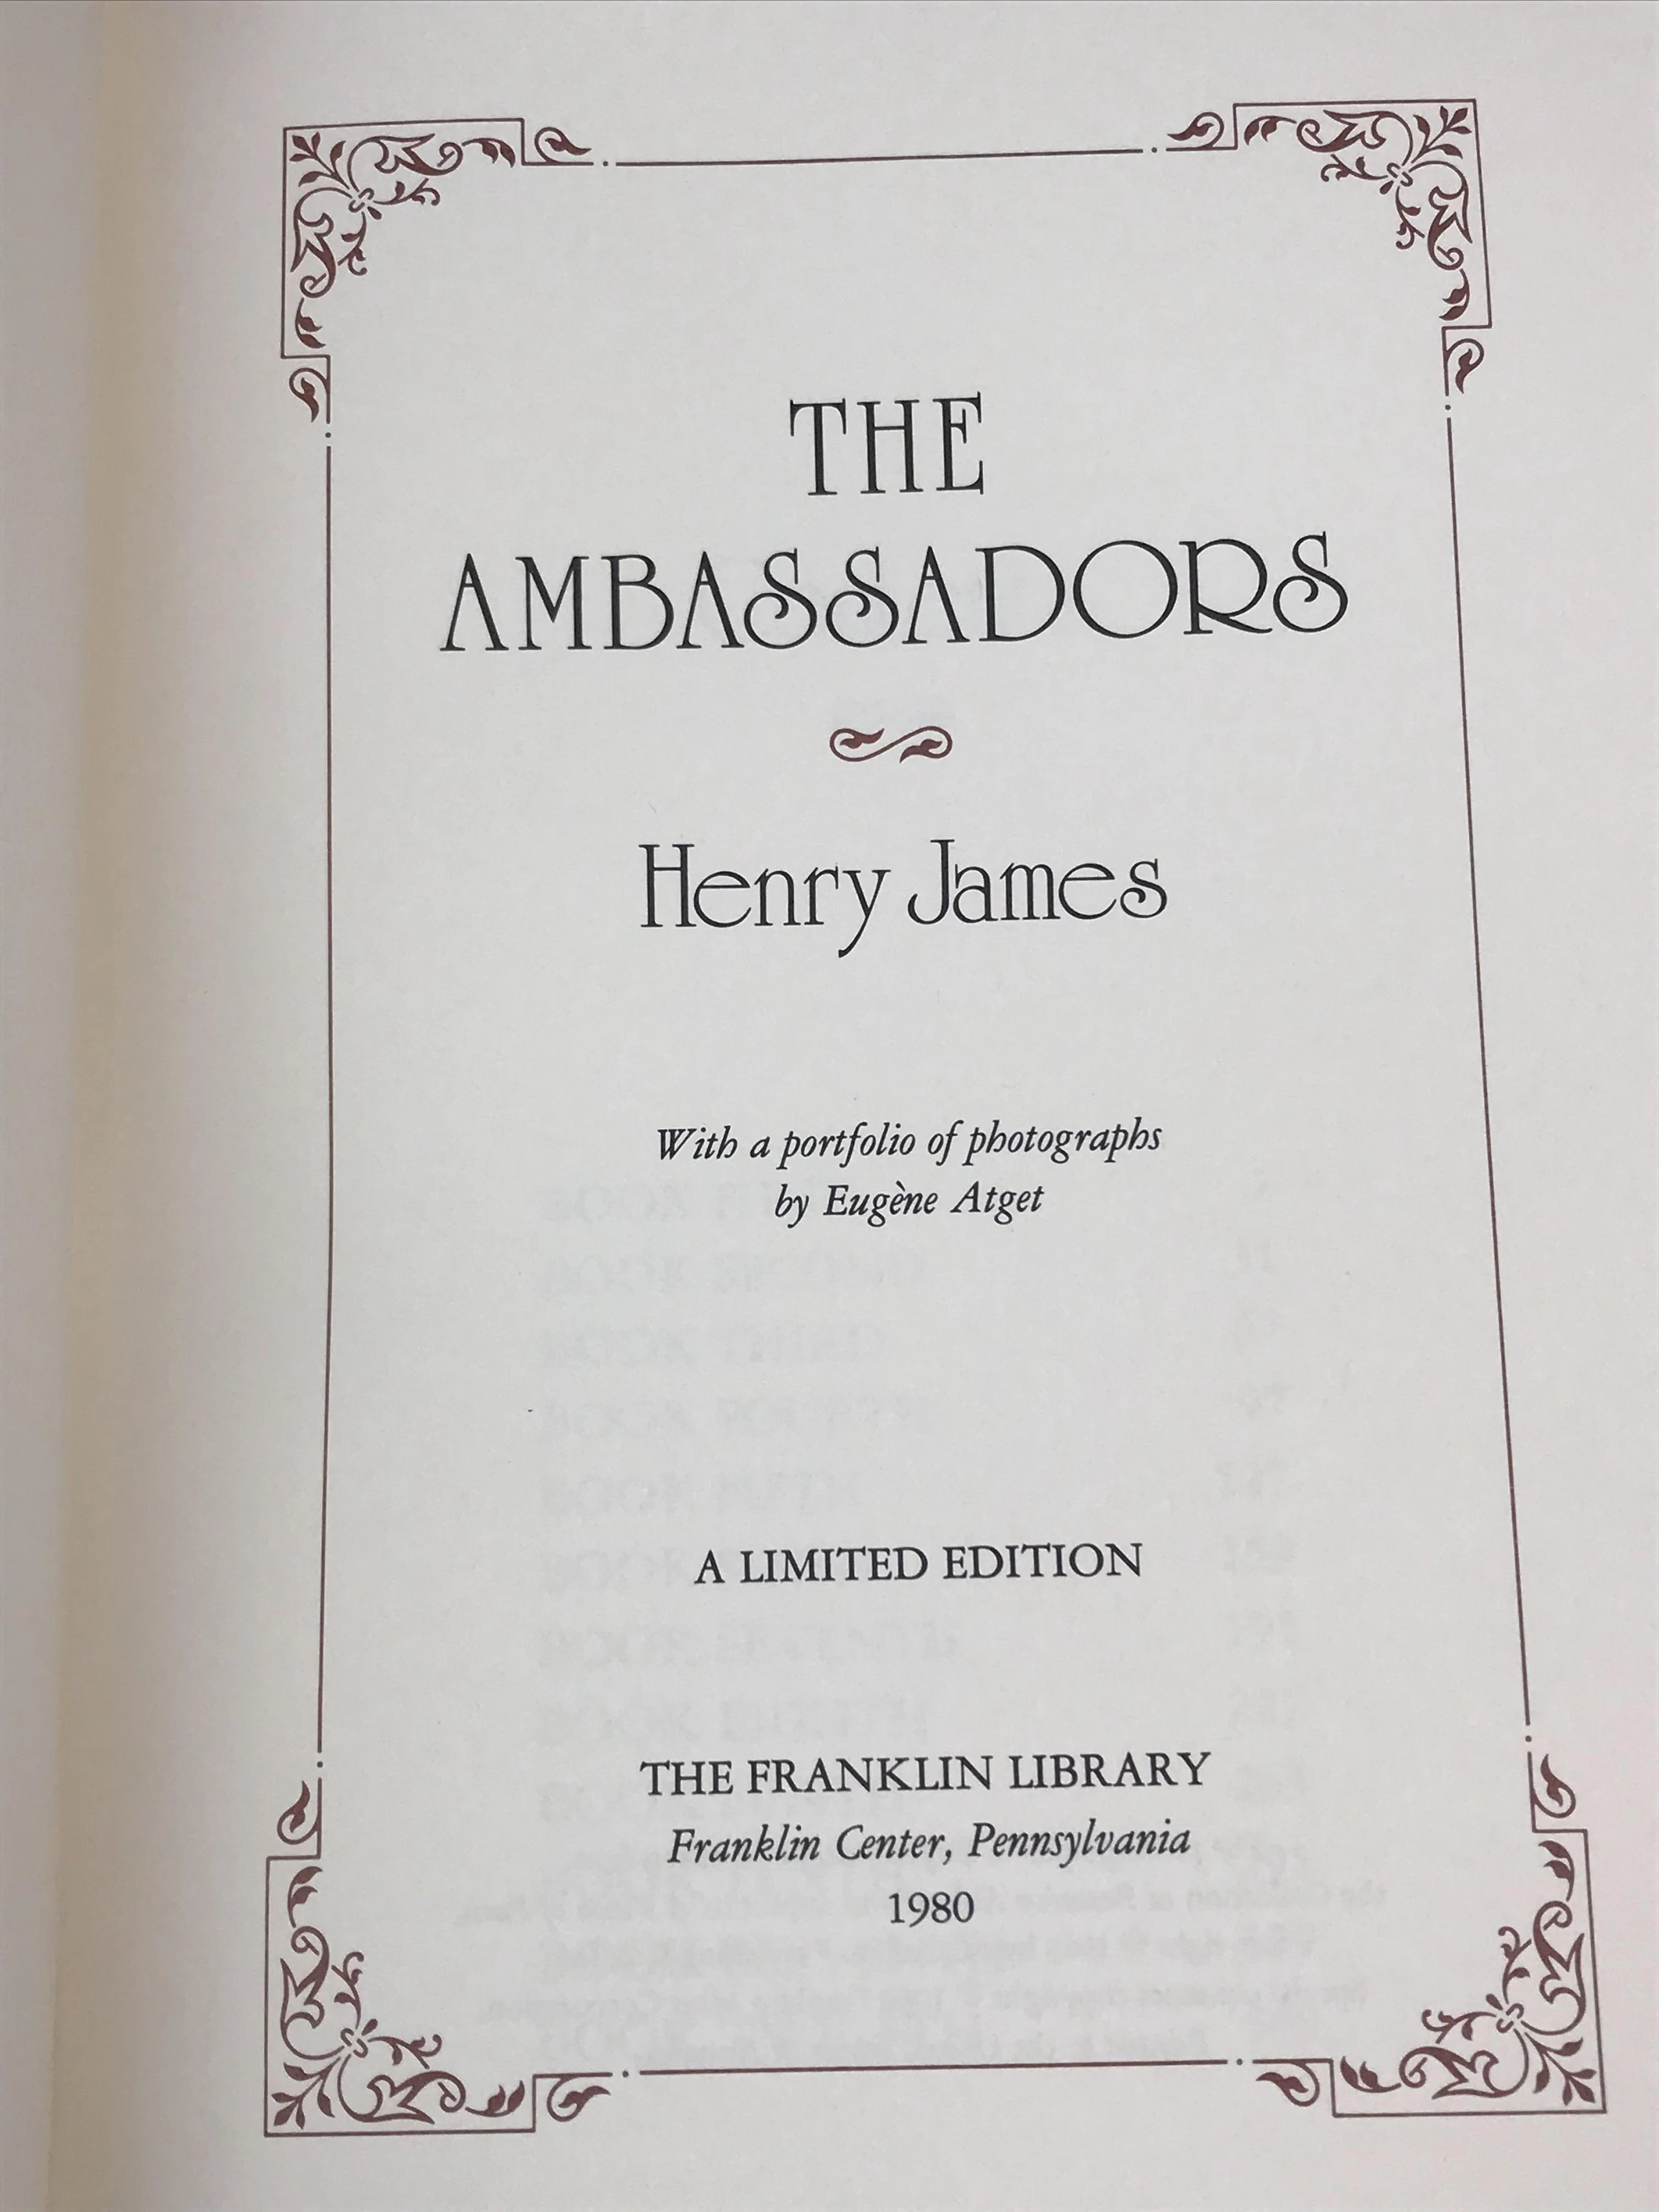 THE
AMBASSADORS
Henry James
With a portfolio of photographs
by Eugène Atget
A LIMITED EDITION
THE FRANKLIN LIBRARY
Franklin Center, Pennsylvania
1980